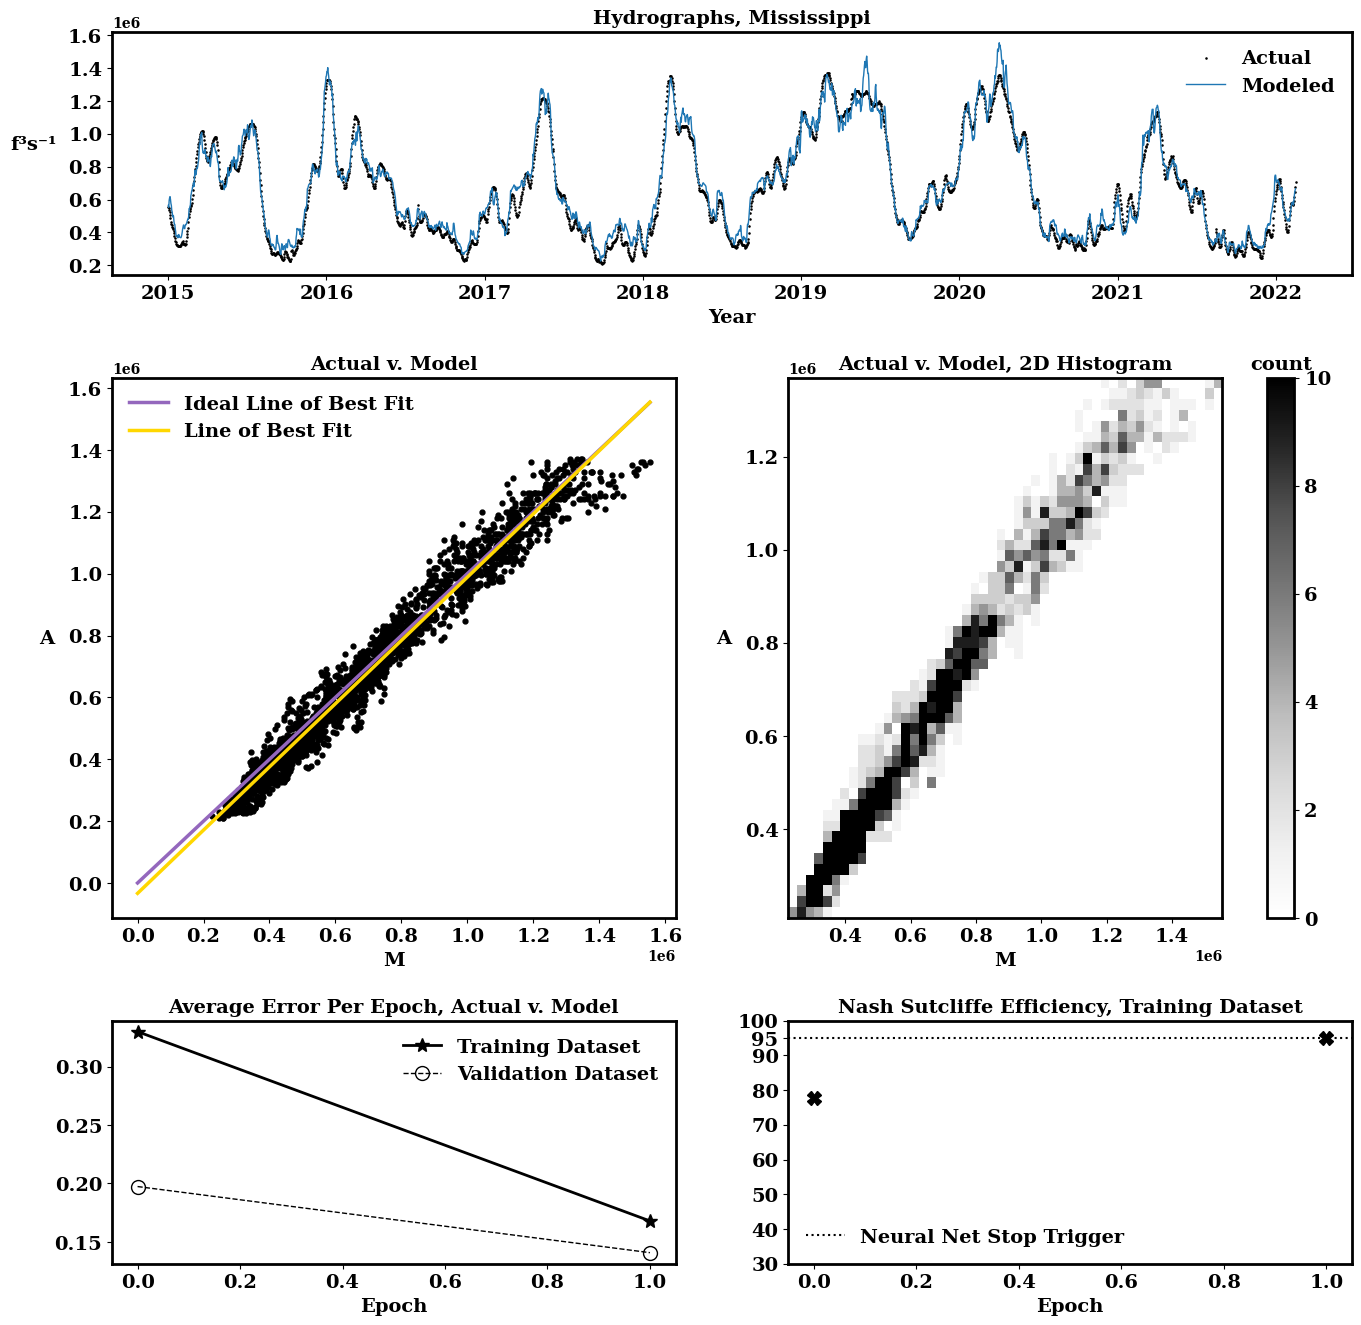 Hydrographs, Mississippi
1e6
1.6
1.4
1.2
1.0
0.8
0.6
0.4
0.2
f³s⁻¹
Actual
Modeled
2015 2016 2017 2018 2019 2020 2021 2022
Year
Actual v. Model
1e6
1.6
1.4
1.2
1.0
0.8
0.6
0.4
0.2
0.0
A
Ideal Line of Best Fit
Line of Best Fit
0.0 0.2 0.4 0.6 0.8 1.0 1.2 1.4 1.6
M
1e6
Actual v. Model, 2D Histogram
1e6
1.2
1.0
0.8
0.6
0.4
A
0.4 0.6 0.8 1.0 1.2 1.4
M
1e6
count
10
8
6
4
2
0
Average Error Per Epoch, Actual v. Model
0.30
0.25
0.20
0.15
Training Dataset
Validation Dataset
0.0 0.2 0.4 0.6 0.8 1.0
Epoch
Nash Sutcliffe Efficiency, Training Dataset
100
95
90
80
70
60
50
40
30
Neural Net Stop Trigger
0.0 0.2 0.4 0.6 0.8 1.0
Epoch